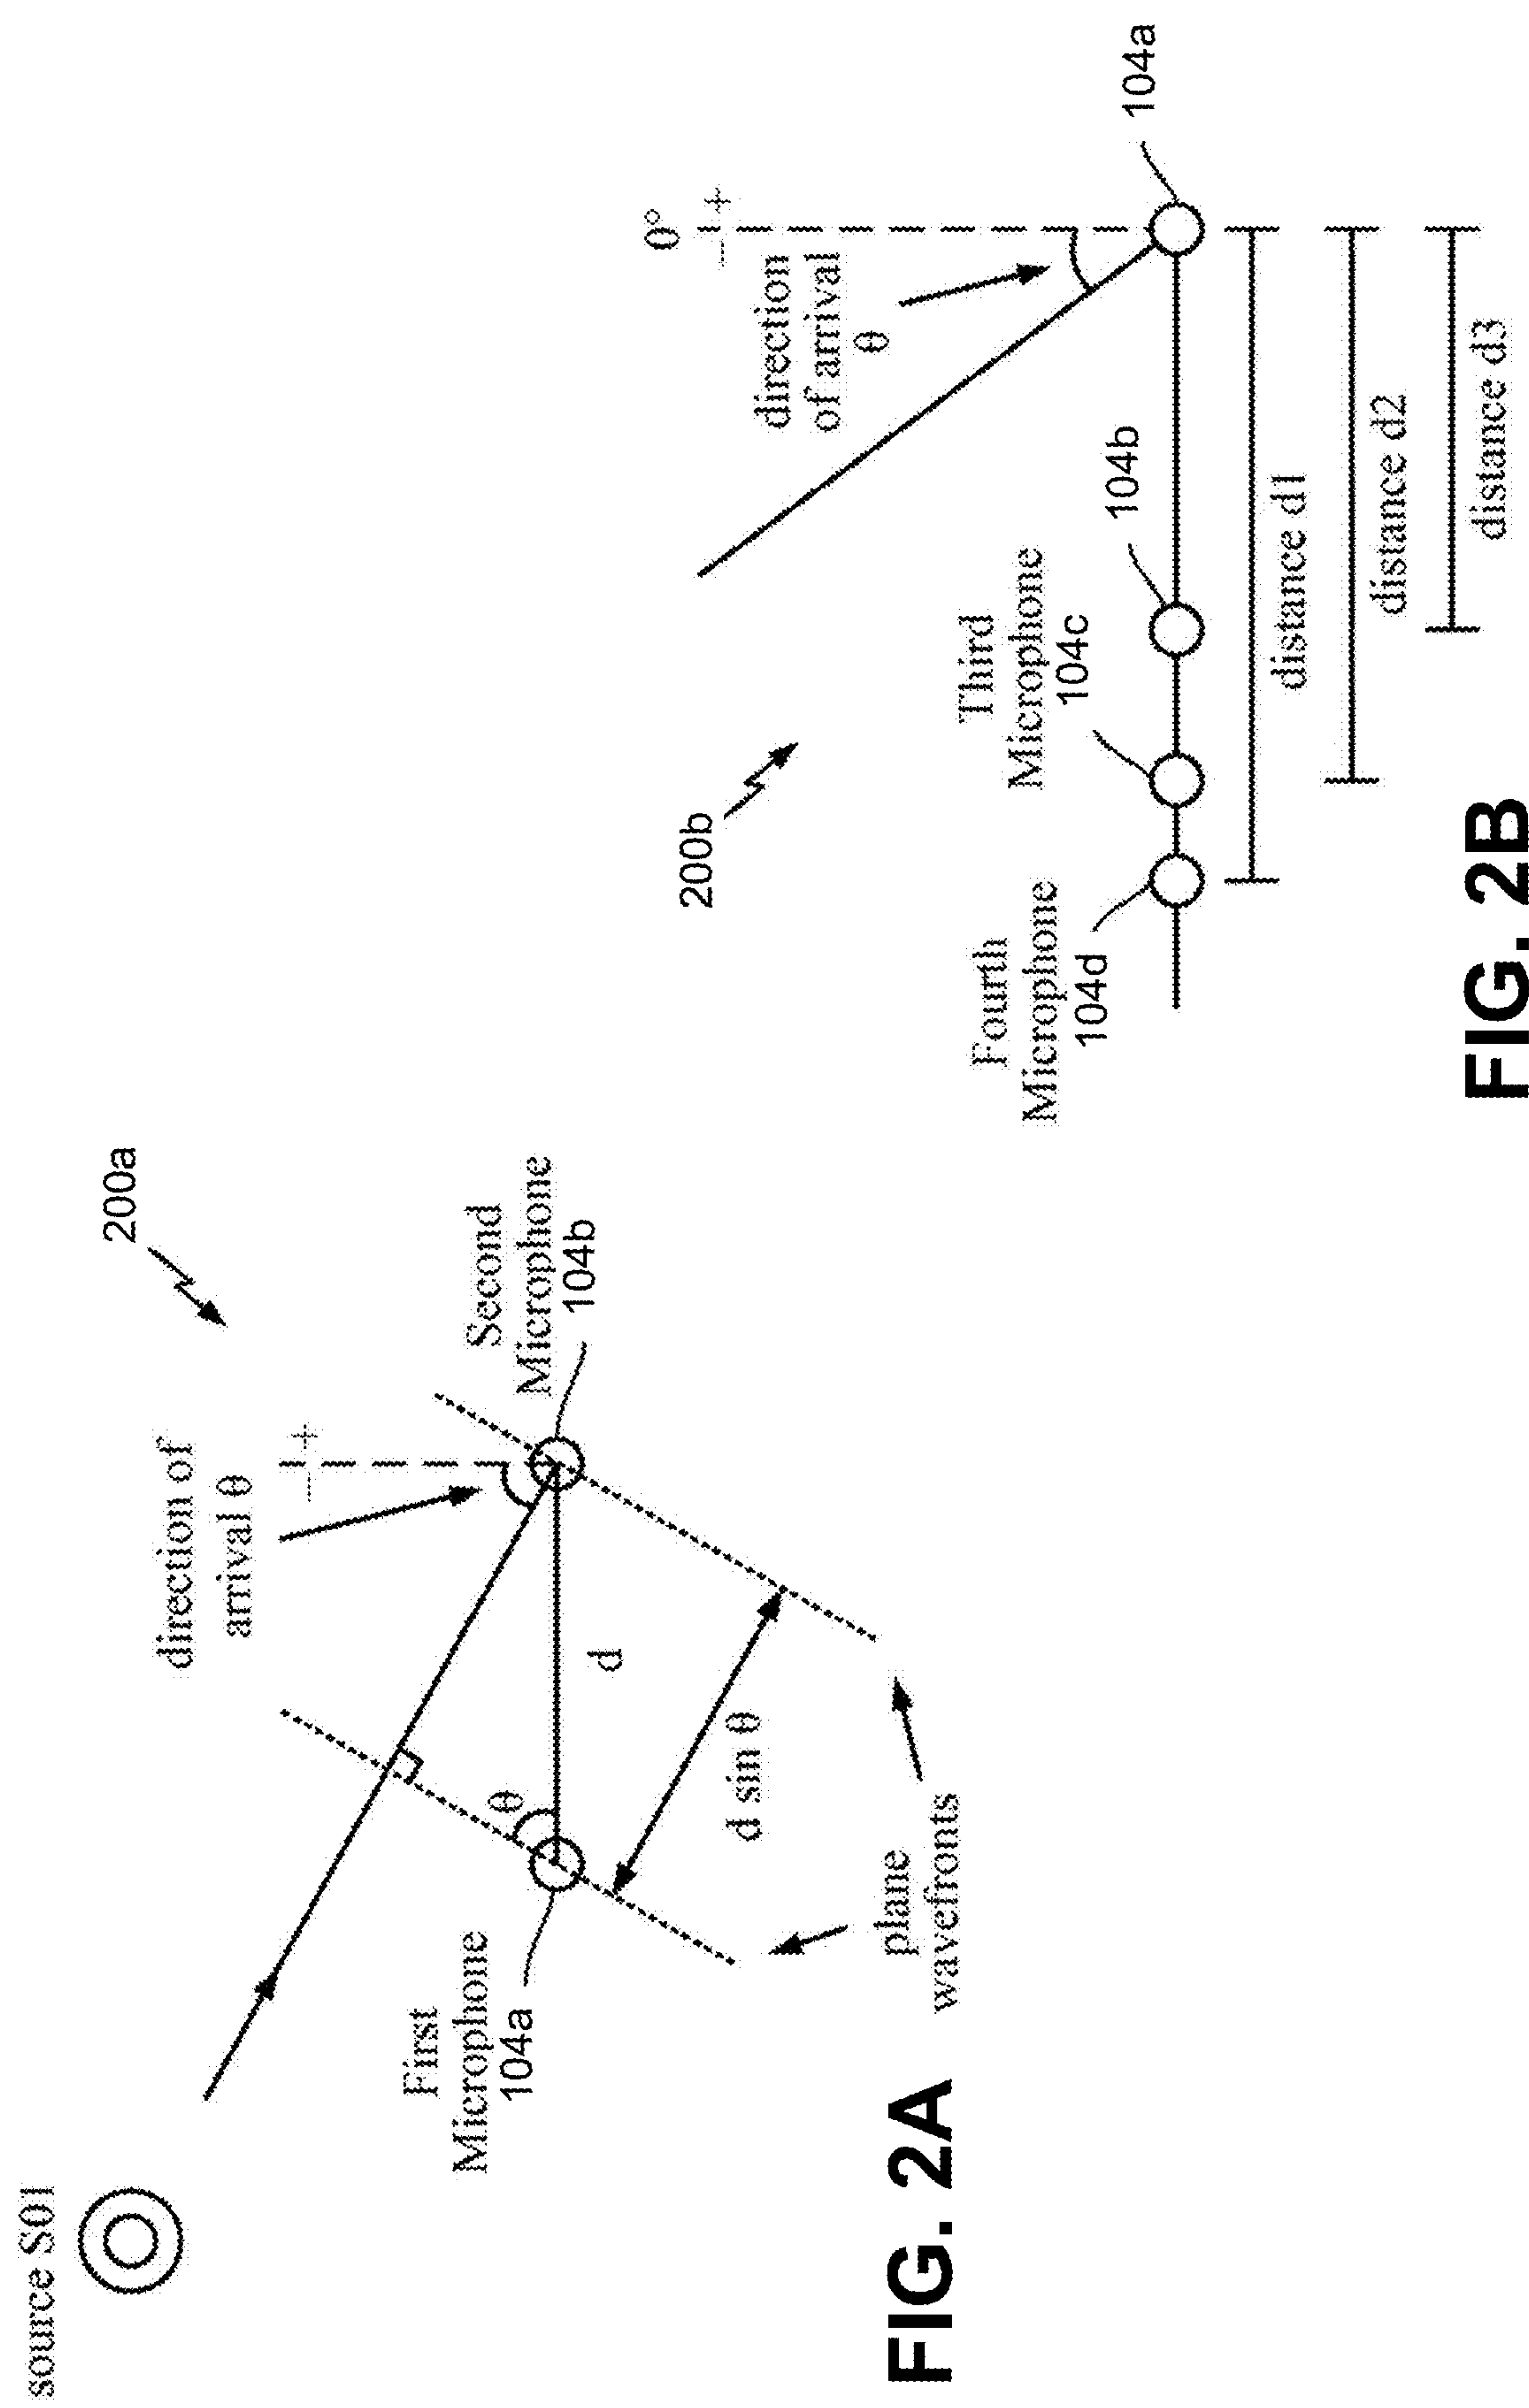 source S01
200a
direction of
arrival θ
− +
First
Microphone
104a
Second
Microphone
104b
θ
d
d sin θ
plane
wavefronts
FIG. 2A
200b
0°
− +
direction
of arrival
θ
Fourth
Microphone
104d
Third
Microphone
104c
104b
104a
distance d1
distance d2
distance d3
FIG. 2B